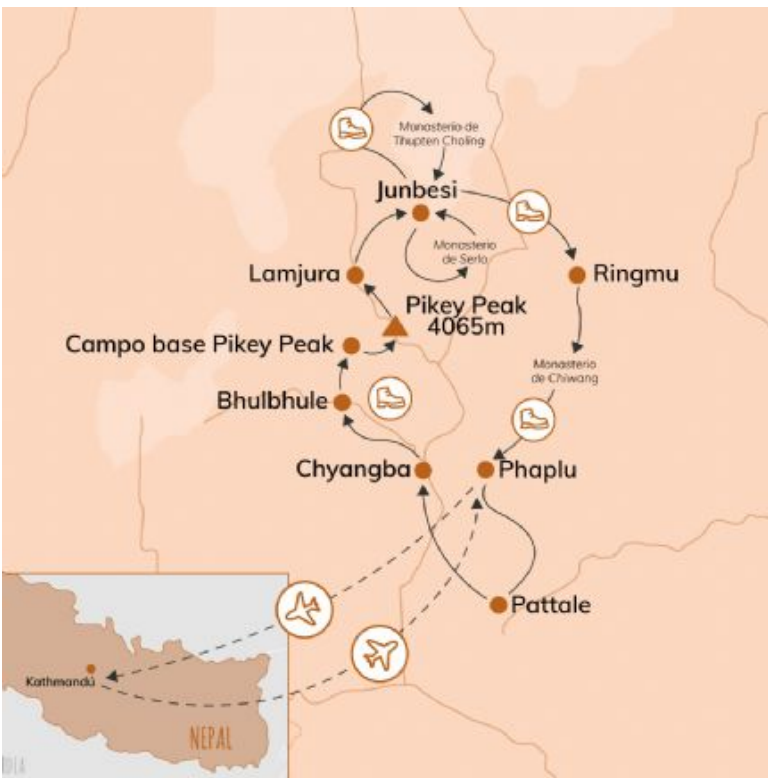 Monasterio de
Tihupten Choling
Junbesi
Monasterio
de Serlo
Lamjura
Ringmu
Pikey Peak
4065m
Campo base Pikey Peak
Monasterio
de Chiwang
Bhulbhule
Chyangba
Phaplu
Pattale
Kathmandú
NEPAL